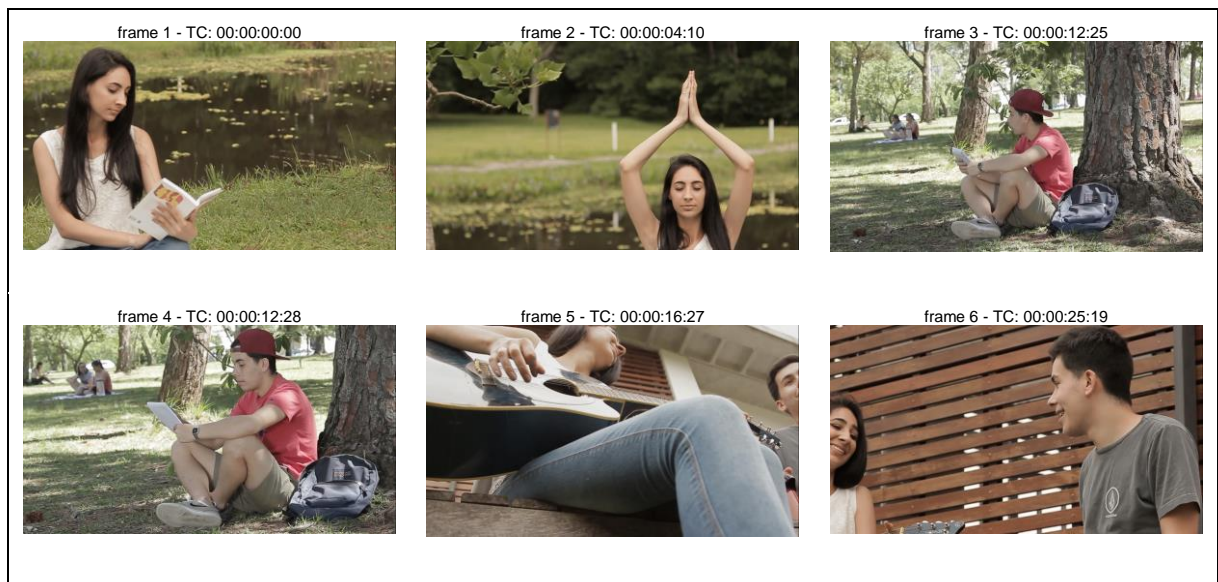 frame 1 - TC: 00:00:00:00
frame 2 - TC: 00:00:04:10
frame 3 - TC: 00:00:12:25
frame 4 - TC: 00:00:12:28
frame 5 - TC: 00:00:16:27
frame 6 - TC: 00:00:25:19